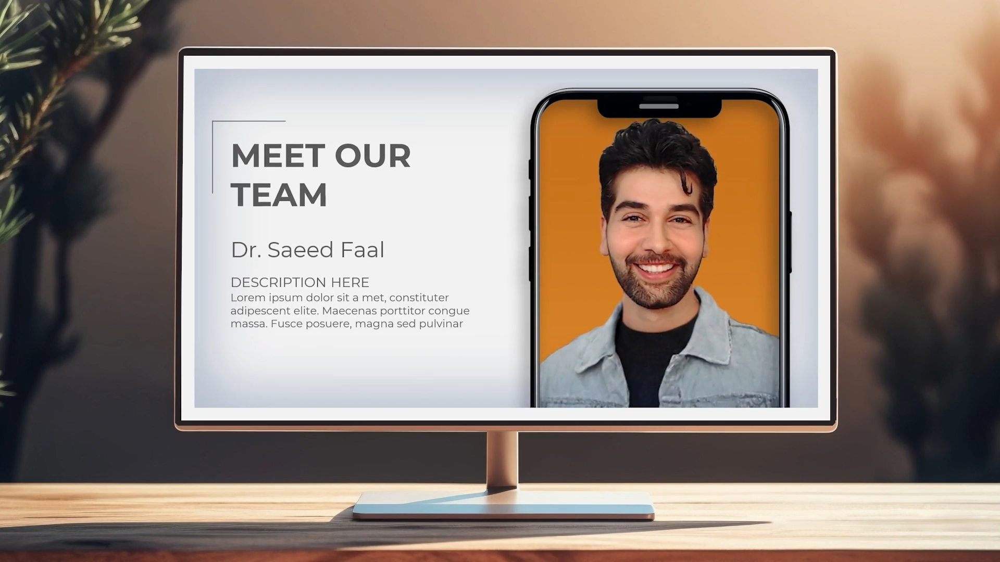 MEET OUR
TEAM
Dr. Saeed Faal
DESCRIPTION HERE
Lorem ipsum dolor sit a met, constituter
adipescent elite. Maecenas porttitor congue
massa. Fusce posuere, magna sed pulvinar